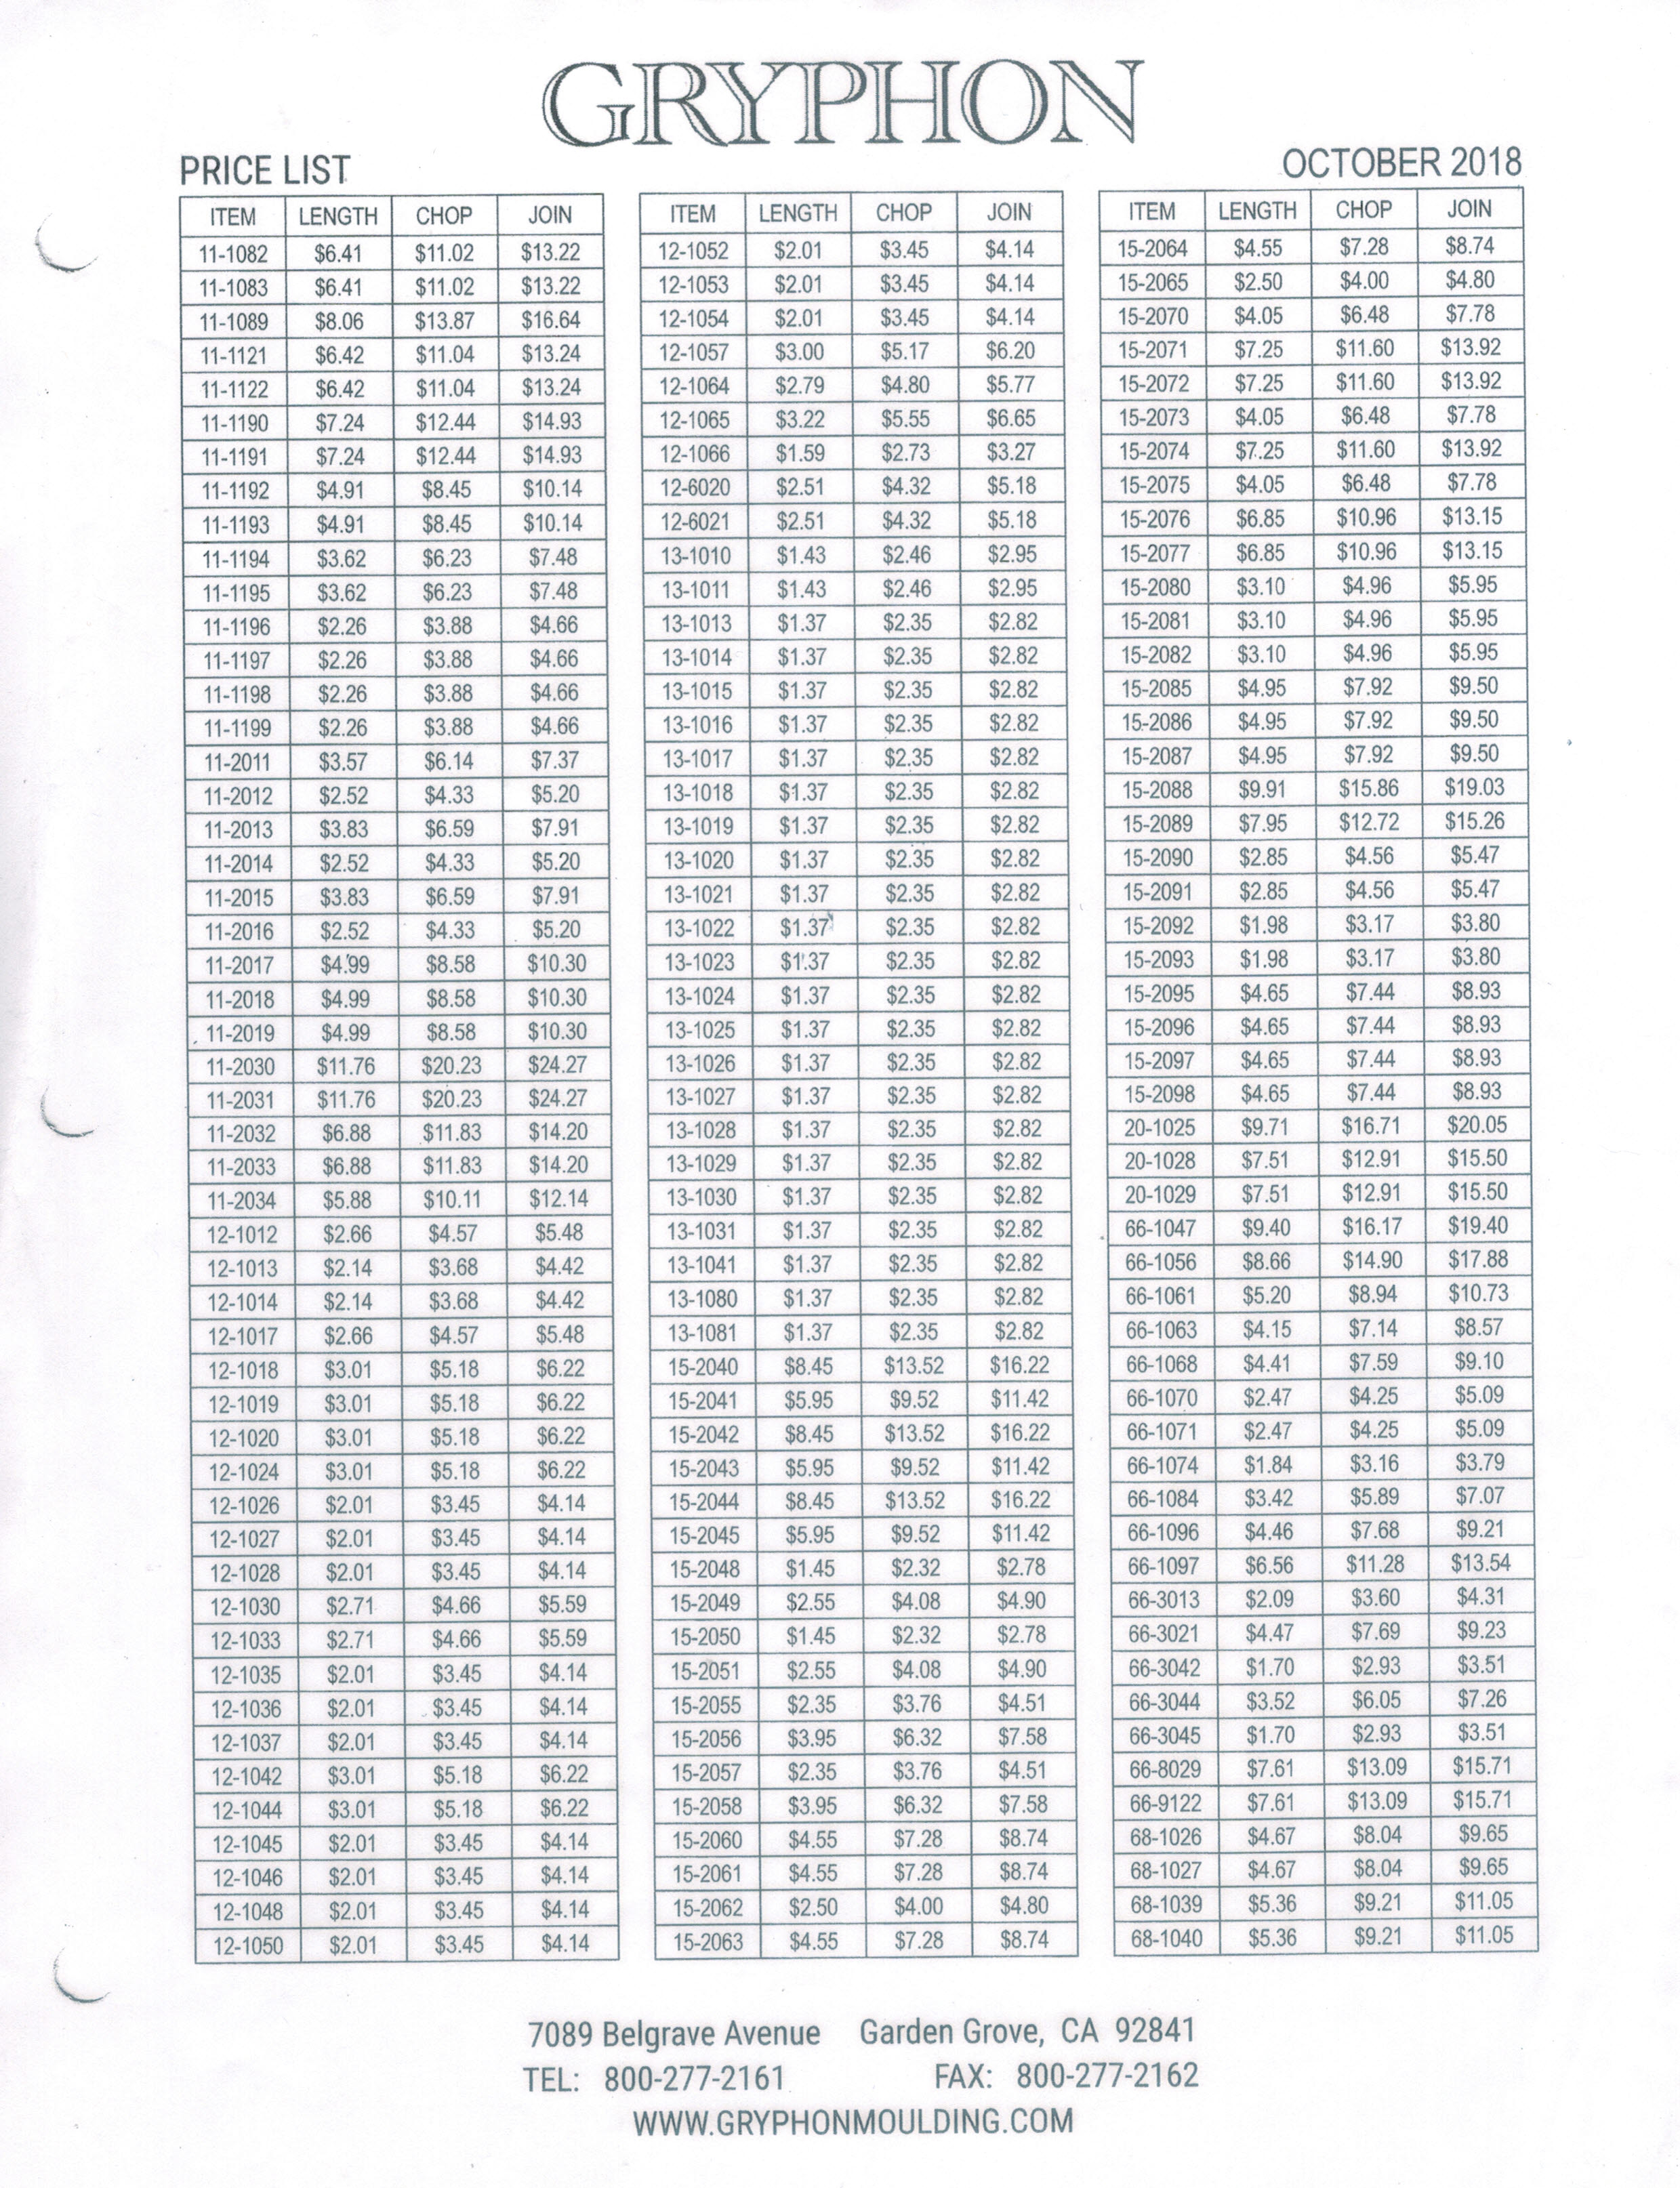 GRYPHON
PRICE LIST
OCTOBER 2018
ITEM LENGTH CHOP JOIN
11-1082 $6.41 $11.02 $13.22
11-1083 $6.41 $11.02 $13.22
11-1089 $8.06 $13.87 $16.64
11-1121 $6.42 $11.04 $13.24
11-1122 $6.42 $11.04 $13.24
11-1190 $7.24 $12.44 $14.93
11-1191 $7.24 $12.44 $14.93
11-1192 $4.91 $8.45 $10.14
11-1193 $4.91 $8.45 $10.14
11-1194 $3.62 $6.23 $7.48
11-1195 $3.62 $6.23 $7.48
11-1196 $2.26 $3.88 $4.66
11-1197 $2.26 $3.88 $4.66
11-1198 $2.26 $3.88 $4.66
11-1199 $2.26 $3.88 $4.66
11-2011 $3.57 $6.14 $7.37
11-2012 $2.52 $4.33 $5.20
11-2013 $3.83 $6.59 $7.91
11-2014 $2.52 $4.33 $5.20
11-2015 $3.83 $6.59 $7.91
11-2016 $2.52 $4.33 $5.20
11-2017 $4.99 $8.58 $10.30
11-2018 $4.99 $8.58 $10.30
11-2019 $4.99 $8.58 $10.30
11-2030 $11.76 $20.23 $24.27
11-2031 $11.76 $20.23 $24.27
11-2032 $6.88 $11.83 $14.20
11-2033 $6.88 $11.83 $14.20
11-2034 $5.88 $10.11 $12.14
12-1012 $2.66 $4.57 $5.48
12-1013 $2.14 $3.68 $4.42
12-1014 $2.14 $3.68 $4.42
12-1017 $2.66 $4.57 $5.48
12-1018 $3.01 $5.18 $6.22
12-1019 $3.01 $5.18 $6.22
12-1020 $3.01 $5.18 $6.22
12-1024 $3.01 $5.18 $6.22
12-1026 $2.01 $3.45 $4.14
12-1027 $2.01 $3.45 $4.14
12-1028 $2.01 $3.45 $4.14
12-1030 $2.71 $4.66 $5.59
12-1033 $2.71 $4.66 $5.59
12-1035 $2.01 $3.45 $4.14
12-1036 $2.01 $3.45 $4.14
12-1037 $2.01 $3.45 $4.14
12-1042 $3.01 $5.18 $6.22
12-1044 $3.01 $5.18 $6.22
12-1045 $2.01 $3.45 $4.14
12-1046 $2.01 $3.45 $4.14
12-1048 $2.01 $3.45 $4.14
12-1050 $2.01 $3.45 $4.14
ITEM LENGTH CHOP JOIN
12-1052 $2.01 $3.45 $4.14
12-1053 $2.01 $3.45 $4.14
12-1054 $2.01 $3.45 $4.14
12-1057 $3.00 $5.17 $6.20
12-1064 $2.79 $4.80 $5.77
12-1065 $3.22 $5.55 $6.65
12-1066 $1.59 $2.73 $3.27
12-6020 $2.51 $4.32 $5.18
12-6021 $2.51 $4.32 $5.18
13-1010 $1.43 $2.46 $2.95
13-1011 $1.43 $2.46 $2.95
13-1013 $1.37 $2.35 $2.82
13-1014 $1.37 $2.35 $2.82
13-1015 $1.37 $2.35 $2.82
13-1016 $1.37 $2.35 $2.82
13-1017 $1.37 $2.35 $2.82
13-1018 $1.37 $2.35 $2.82
13-1019 $1.37 $2.35 $2.82
13-1020 $1.37 $2.35 $2.82
13-1021 $1.37 $2.35 $2.82
13-1022 $1.37 $2.35 $2.82
13-1023 $1.37 $2.35 $2.82
13-1024 $1.37 $2.35 $2.82
13-1025 $1.37 $2.35 $2.82
13-1026 $1.37 $2.35 $2.82
13-1027 $1.37 $2.35 $2.82
13-1028 $1.37 $2.35 $2.82
13-1029 $1.37 $2.35 $2.82
13-1030 $1.37 $2.35 $2.82
13-1031 $1.37 $2.35 $2.82
13-1041 $1.37 $2.35 $2.82
13-1080 $1.37 $2.35 $2.82
13-1081 $1.37 $2.35 $2.82
15-2040 $8.45 $13.52 $16.22
15-2041 $5.95 $9.52 $11.42
15-2042 $8.45 $13.52 $16.22
15-2043 $5.95 $9.52 $11.42
15-2044 $8.45 $13.52 $16.22
15-2045 $5.95 $9.52 $11.42
15-2048 $1.45 $2.32 $2.78
15-2049 $2.55 $4.08 $4.90
15-2050 $1.45 $2.32 $2.78
15-2051 $2.55 $4.08 $4.90
15-2055 $2.35 $3.76 $4.51
15-2056 $3.95 $6.32 $7.58
15-2057 $2.35 $3.76 $4.51
15-2058 $3.95 $6.32 $7.58
15-2060 $4.55 $7.28 $8.74
15-2061 $4.55 $7.28 $8.74
15-2062 $2.50 $4.00 $4.80
15-2063 $4.55 $7.28 $8.74
ITEM LENGTH CHOP JOIN
15-2064 $4.55 $7.28 $8.74
15-2065 $2.50 $4.00 $4.80
15-2070 $4.05 $6.48 $7.78
15-2071 $7.25 $11.60 $13.92
15-2072 $7.25 $11.60 $13.92
15-2073 $4.05 $6.48 $7.78
15-2074 $7.25 $11.60 $13.92
15-2075 $4.05 $6.48 $7.78
15-2076 $6.85 $10.96 $13.15
15-2077 $6.85 $10.96 $13.15
15-2080 $3.10 $4.96 $5.95
15-2081 $3.10 $4.96 $5.95
15-2082 $3.10 $4.96 $5.95
15-2085 $4.95 $7.92 $9.50
15-2086 $4.95 $7.92 $9.50
15-2087 $4.95 $7.92 $9.50
15-2088 $9.91 $15.86 $19.03
15-2089 $7.95 $12.72 $15.26
15-2090 $2.85 $4.56 $5.47
15-2091 $2.85 $4.56 $5.47
15-2092 $1.98 $3.17 $3.80
15-2093 $1.98 $3.17 $3.80
15-2095 $4.65 $7.44 $8.93
15-2096 $4.65 $7.44 $8.93
15-2097 $4.65 $7.44 $8.93
15-2098 $4.65 $7.44 $8.93
20-1025 $9.71 $16.71 $20.05
20-1028 $7.51 $12.91 $15.50
20-1029 $7.51 $12.91 $15.50
66-1047 $9.40 $16.17 $19.40
66-1056 $8.66 $14.90 $17.88
66-1061 $5.20 $8.94 $10.73
66-1063 $4.15 $7.14 $8.57
66-1068 $4.41 $7.59 $9.10
66-1070 $2.47 $4.25 $5.09
66-1071 $2.47 $4.25 $5.09
66-1074 $1.84 $3.16 $3.79
66-1084 $3.42 $5.89 $7.07
66-1096 $4.46 $7.68 $9.21
66-1097 $6.56 $11.28 $13.54
66-3013 $2.09 $3.60 $4.31
66-3021 $4.47 $7.69 $9.23
66-3042 $1.70 $2.93 $3.51
66-3044 $3.52 $6.05 $7.26
66-3045 $1.70 $2.93 $3.51
66-8029 $7.61 $13.09 $15.71
66-9122 $7.61 $13.09 $15.71
68-1026 $4.67 $8.04 $9.65
68-1027 $4.67 $8.04 $9.65
68-1039 $5.36 $9.21 $11.05
68-1040 $5.36 $9.21 $11.05
7089 Belgrave Avenue Garden Grove, CA 92841
TEL: 800-277-2161 FAX: 800-277-2162
WWW.GRYPHONMOULDING.COM